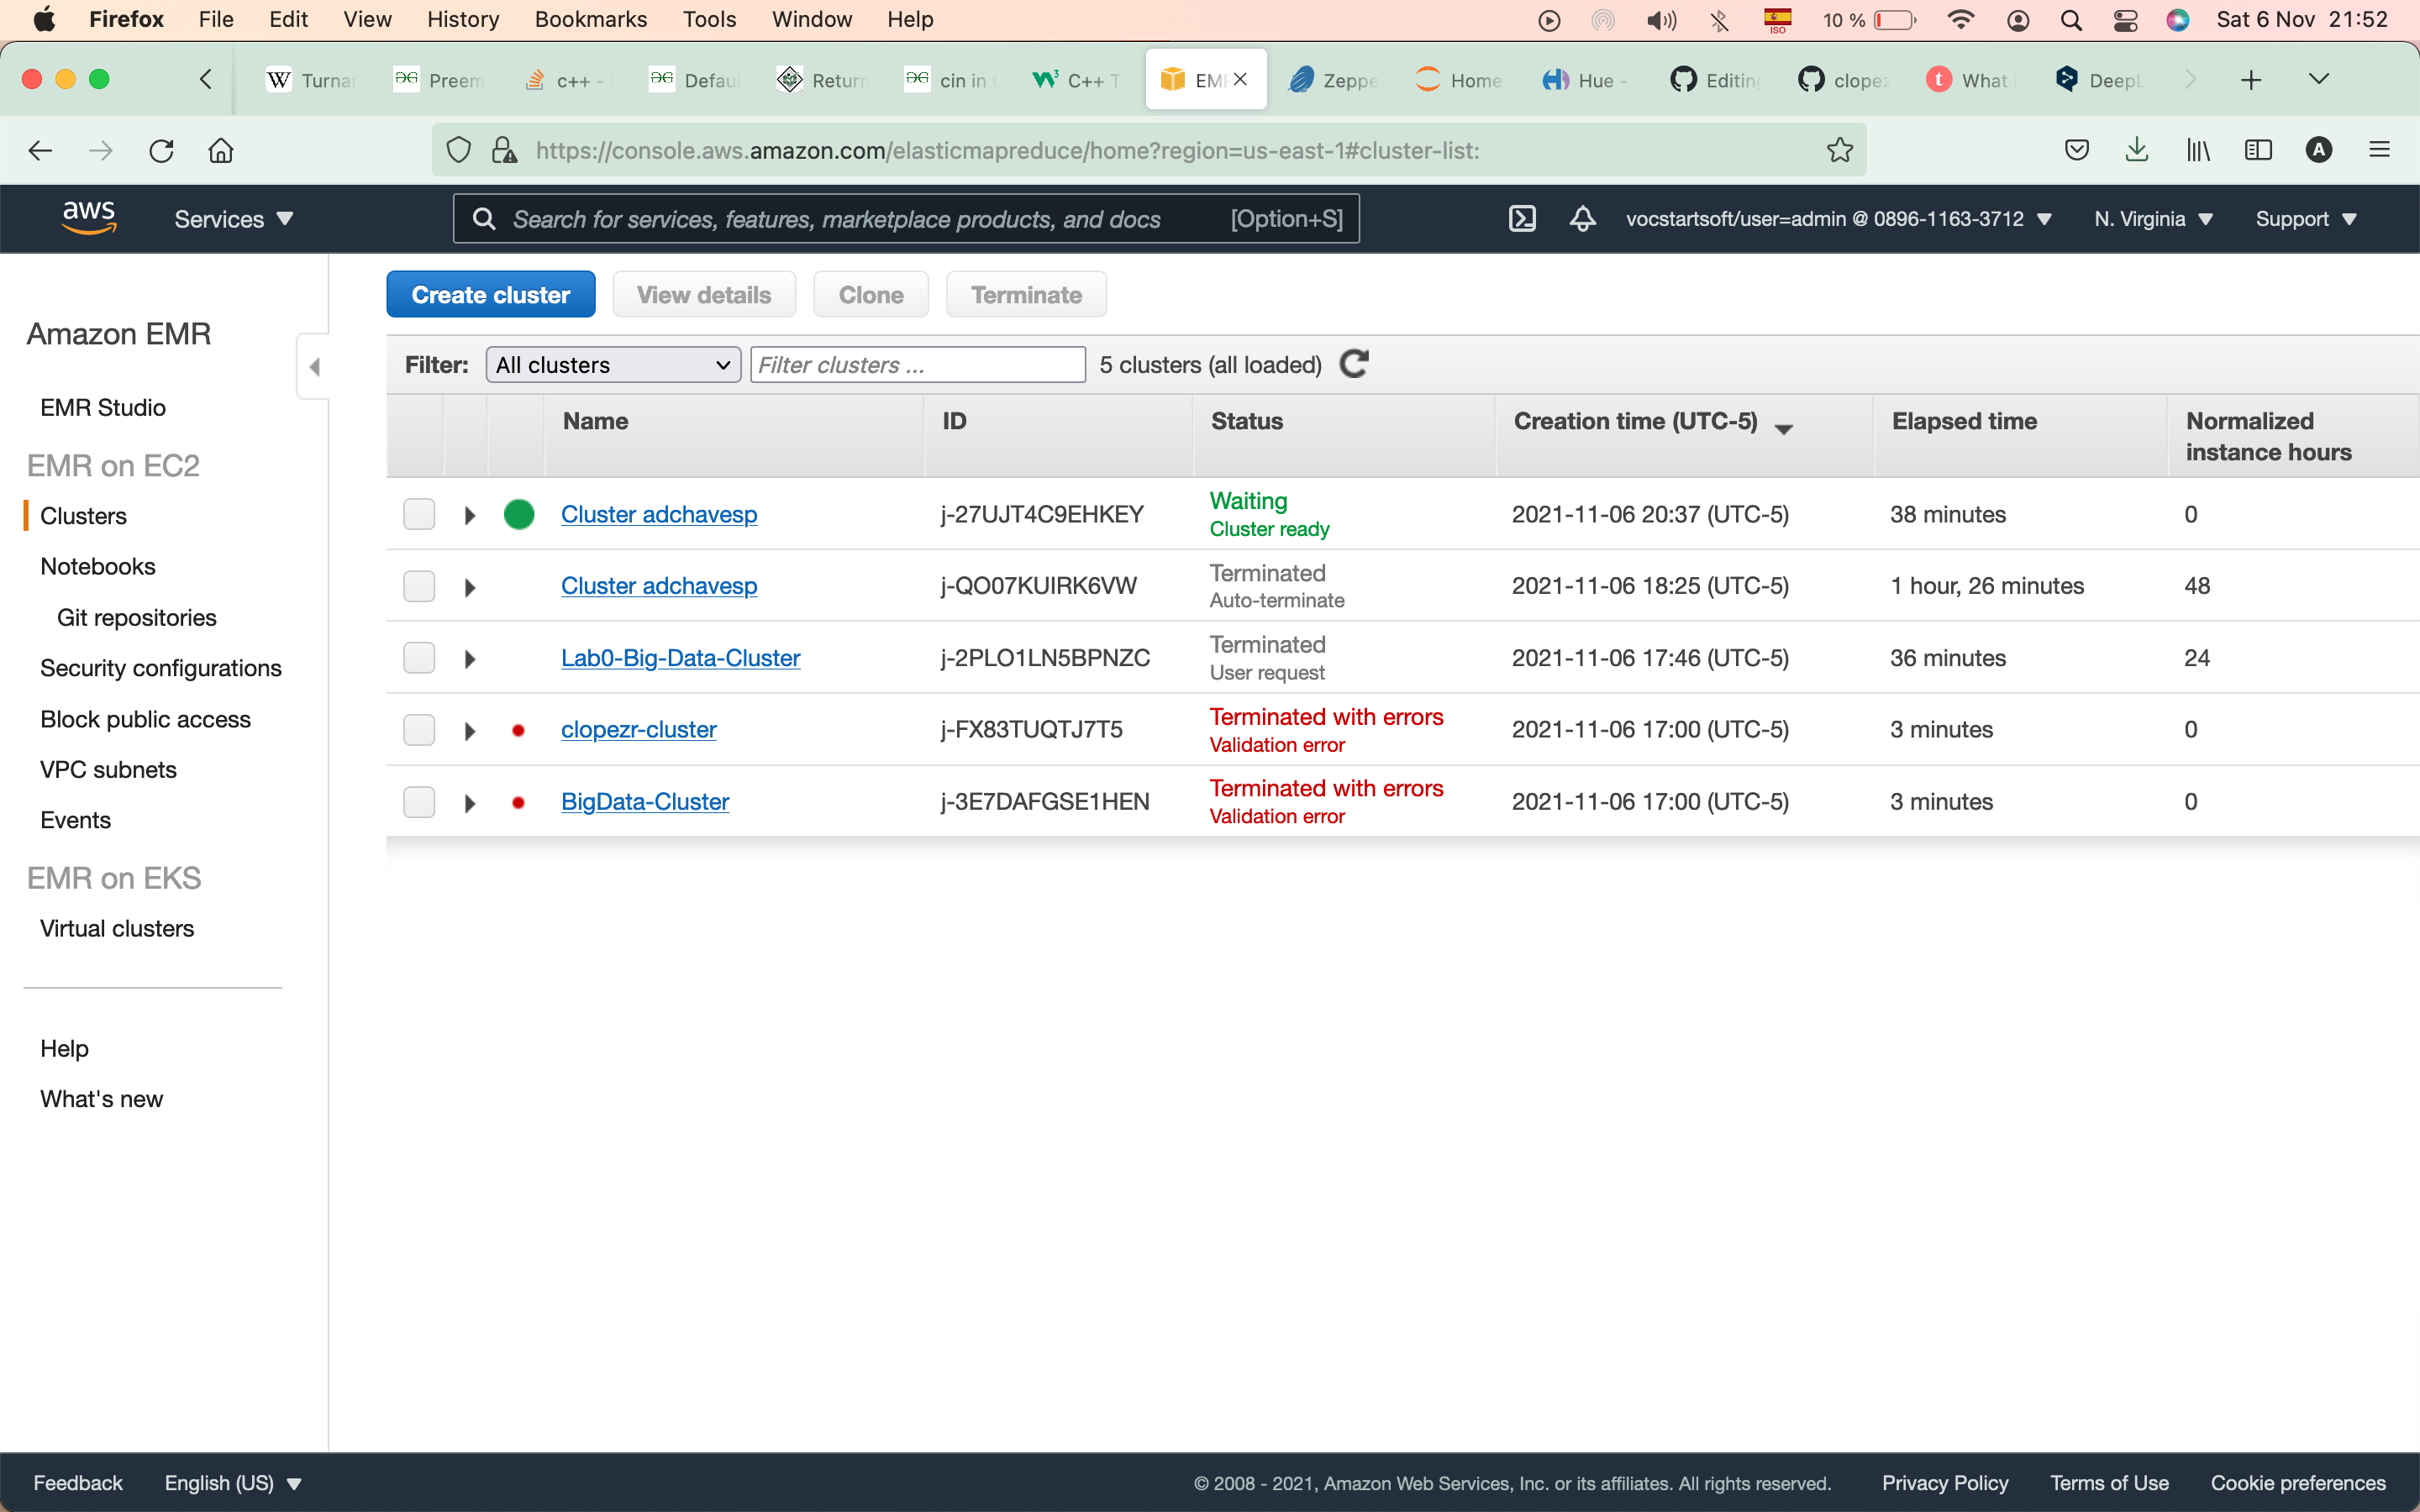 Firefox File Edit View History Bookmarks Tools Window Help ISO 10 % Sat 6 Nov 21:52
W Turnar Preem c++ - Defau Return cin in C++ T EMR Zeppe Home Hue - Editing clopez What i DeepL
https://console.aws.amazon.com/elasticmapreduce/home?region=us-east-1#cluster-list: A
aws Services Search for services, features, marketplace products, and docs [Option+S] vocstartsoft/user=admin @ 0896-1163-3712 N. Virginia Support
Amazon EMR
EMR Studio
EMR on EC2
Clusters
Notebooks
Git repositories
Security configurations
Block public access
VPC subnets
Events
EMR on EKS
Virtual clusters
Help
What's new
Create cluster View details Clone Terminate
Filter: All clusters Filter clusters ... 5 clusters (all loaded)
Name ID Status Creation time (UTC-5) Elapsed time Normalized instance hours
Cluster adchavesp j-27UJT4C9EHKEY Waiting Cluster ready 2021-11-06 20:37 (UTC-5) 38 minutes 0
Cluster adchavesp j-QO07KUIRK6VW Terminated Auto-terminate 2021-11-06 18:25 (UTC-5) 1 hour, 26 minutes 48
Lab0-Big-Data-Cluster j-2PLO1LN5BPNZC Terminated User request 2021-11-06 17:46 (UTC-5) 36 minutes 24
clopezr-cluster j-FX83TUQTJ7T5 Terminated with errors Validation error 2021-11-06 17:00 (UTC-5) 3 minutes 0
BigData-Cluster j-3E7DAFGSE1HEN Terminated with errors Validation error 2021-11-06 17:00 (UTC-5) 3 minutes 0
Feedback English (US) © 2008 - 2021, Amazon Web Services, Inc. or its affiliates. All rights reserved. Privacy Policy Terms of Use Cookie preferences